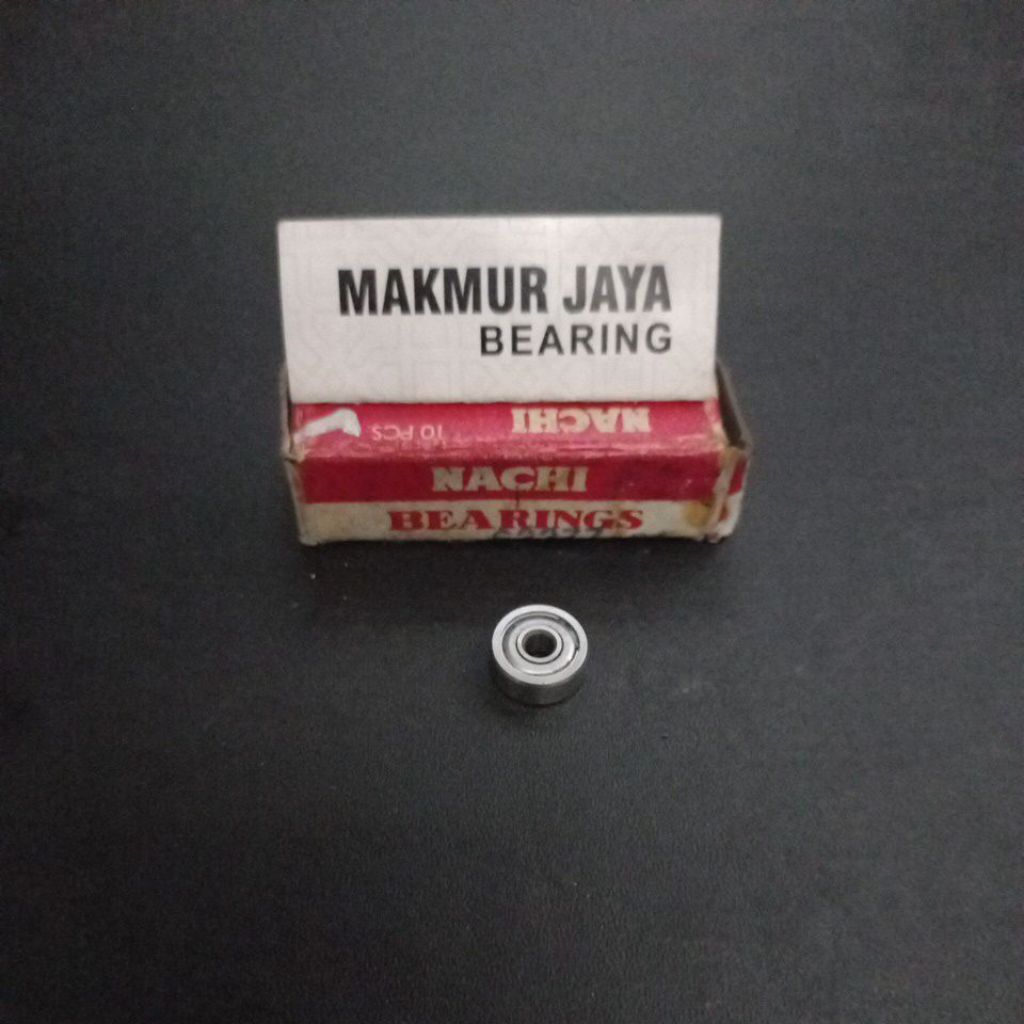 MAKMUR JAYA
BEARING
10 PCS NACHI
NACHI
BEARINGS